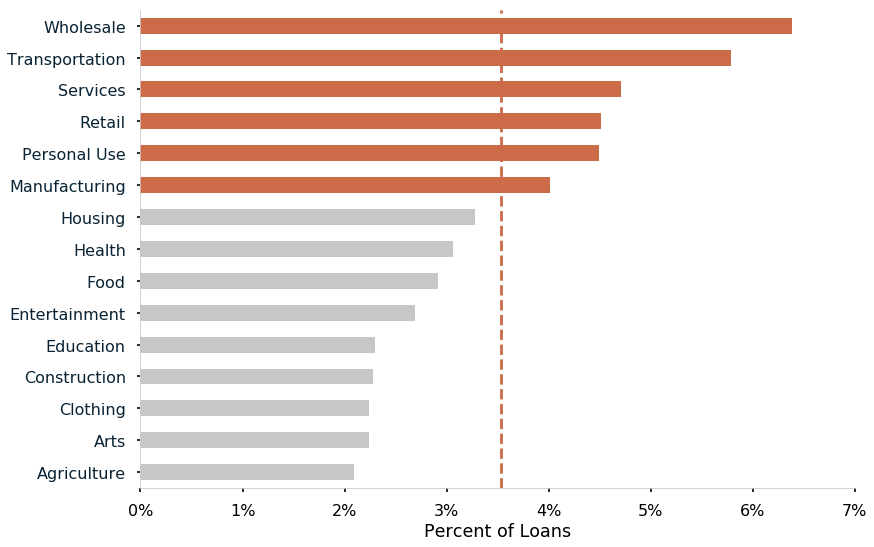 Wholesale
Transportation
Services
Retail
Personal Use
Manufacturing
Housing
Health
Food
Entertainment
Education
Construction
Clothing
Arts
Agriculture
0% 1% 2% 3% 4% 5% 6% 7%
Percent of Loans